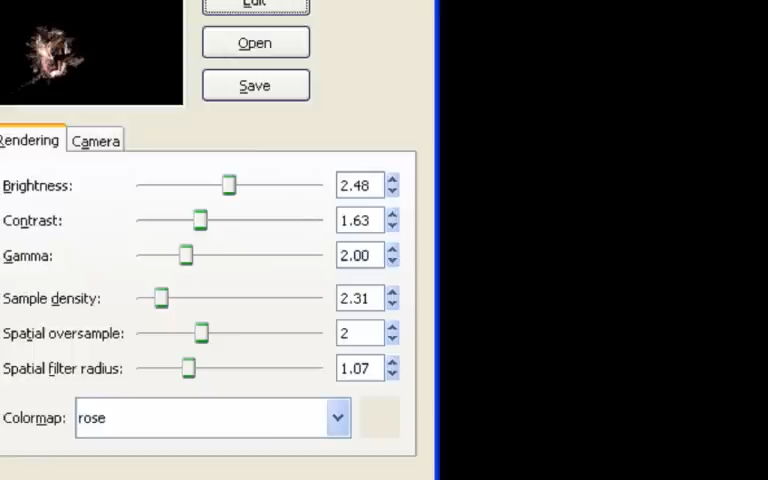 Edit
Open
Save
Rendering Camera
Brightness: 2.48
Contrast: 1.63
Gamma: 2.00
Sample density: 2.31
Spatial oversample: 2
Spatial filter radius: 1.07
Colormap: rose